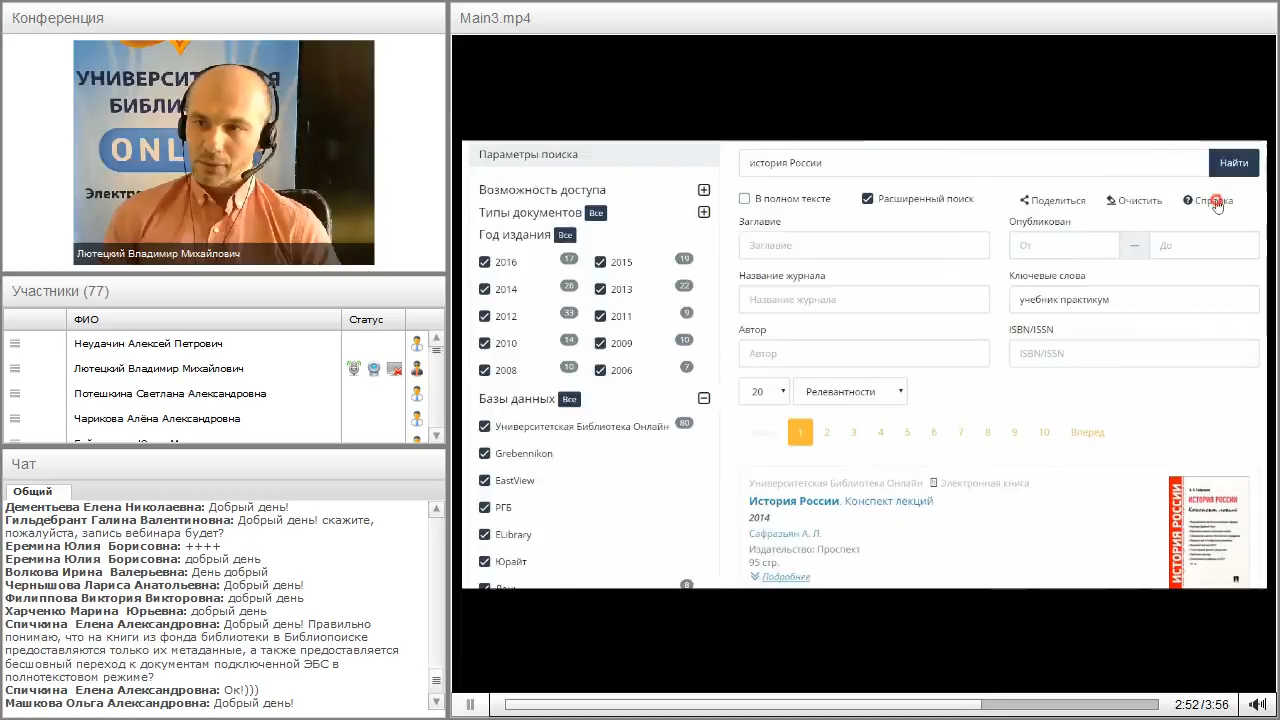 Конференция
УНИВЕРСИТ
БИБЛИ
ONL
Элект
Лютецкий Владимир Михайлович
Участники (77)
ФИО
Статус
Неудачин Алексей Петрович
Лютецкий Владимир Михайлович
Потешкина Светлана Александровна
Чарикова Алёна Александровна
Чат
Общий
Дементьева Елена Николаевна: Добрый день!
Гильдебрант Галина Валентиновна: Добрый день! скажите,
пожалуйста, запись вебинара будет?
Еремина Юлия Борисовна: ++++
Еремина Юлия Борисовна: добрый день
Волкова Ирина Валерьевна: День добрый
Чернышова Лариса Анатольевна: Добрый день!
Филиппова Виктория Викторовна: добрый день
Харченко Марина Юрьевна: добрый день
Спичкина Елена Александровна: Добрый день! Правильно
понимаю, что на книги из фонда библиотеки в Библиопоиске
предоставляются только их метаданные, а также предоставляется
бесшовный переход к документам подключенной ЭБС в
полнотекстовом режиме?
Спичкина Елена Александровна: Ок!)))
Машкова Ольга Александровна: Добрый день!
Main3.mp4
Параметры поиска
Возможность доступа
Типы документов Все
Год издания Все
2016 17 2015 19
2014 26 2013 22
2012 33 2011 9
2010 14 2009 10
2008 10 2006 7
Базы данных Все
Университетская Библиотека Онлайн 80
Grebennikon
EastView
РГБ
ELibrary
Юрайт
8
история России
Найти
В полном тексте
Расширенный поиск
Поделиться
Очистить
Справка
Заглавие
Опубликован
Заглавие
От — До
Название журнала
Ключевые слова
Название журнала
учебник практикум
Автор
ISBN/ISSN
Автор
ISBN/ISSN
20
Релевантности
1 2 3 4 5 6 7 8 9 10 Вперед
Университетская Библиотека Онлайн Электронная книга
История России. Конспект лекций
2014
Сафразьян А. Л.
Издательство: Проспект
95 стр.
Подробнее
ИСТОРИЯ РОССИИ
Конспект лекций
ИСТОРИЯ РОССИИ
2:52/3:56